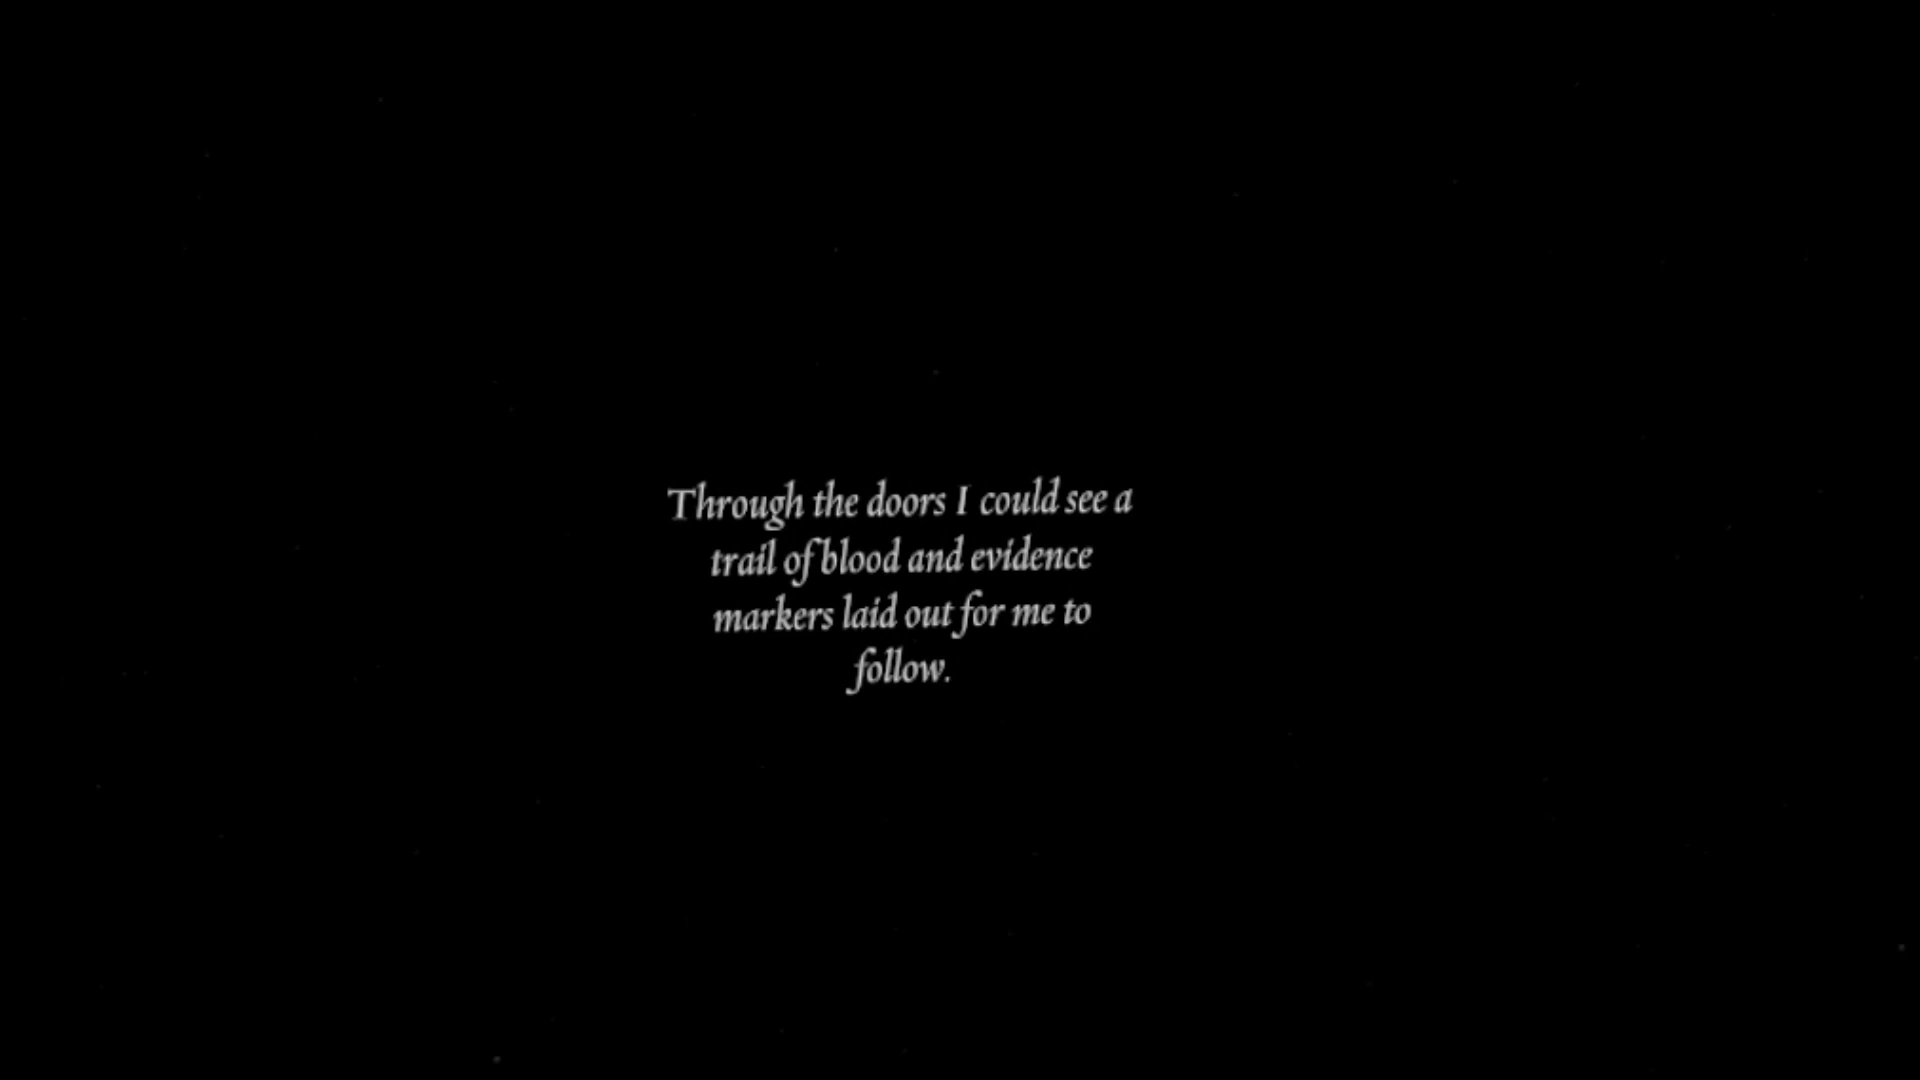 Through the doors I could see a
trail of blood and evidence
markers laid out for me to
follow.